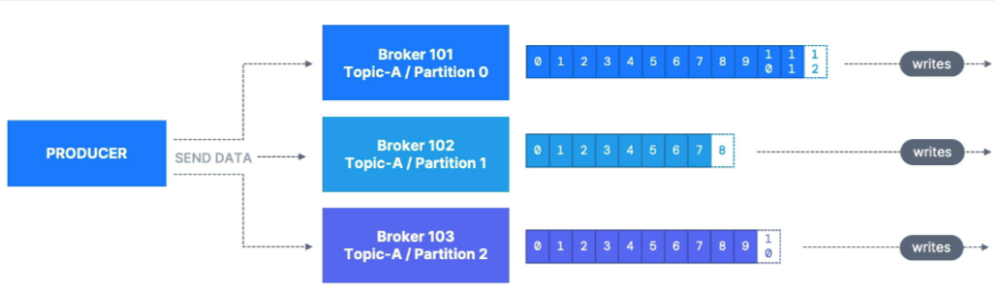 Broker 101
Topic-A / Partition 0
0 1 2 3 4 5 6 7 8 9 10 11 12
writes
PRODUCER
SEND DATA
Broker 102
Topic-A / Partition 1
0 1 2 3 4 5 6 7 8
writes
Broker 103
Topic-A / Partition 2
0 1 2 3 4 5 6 7 8 9 10
writes